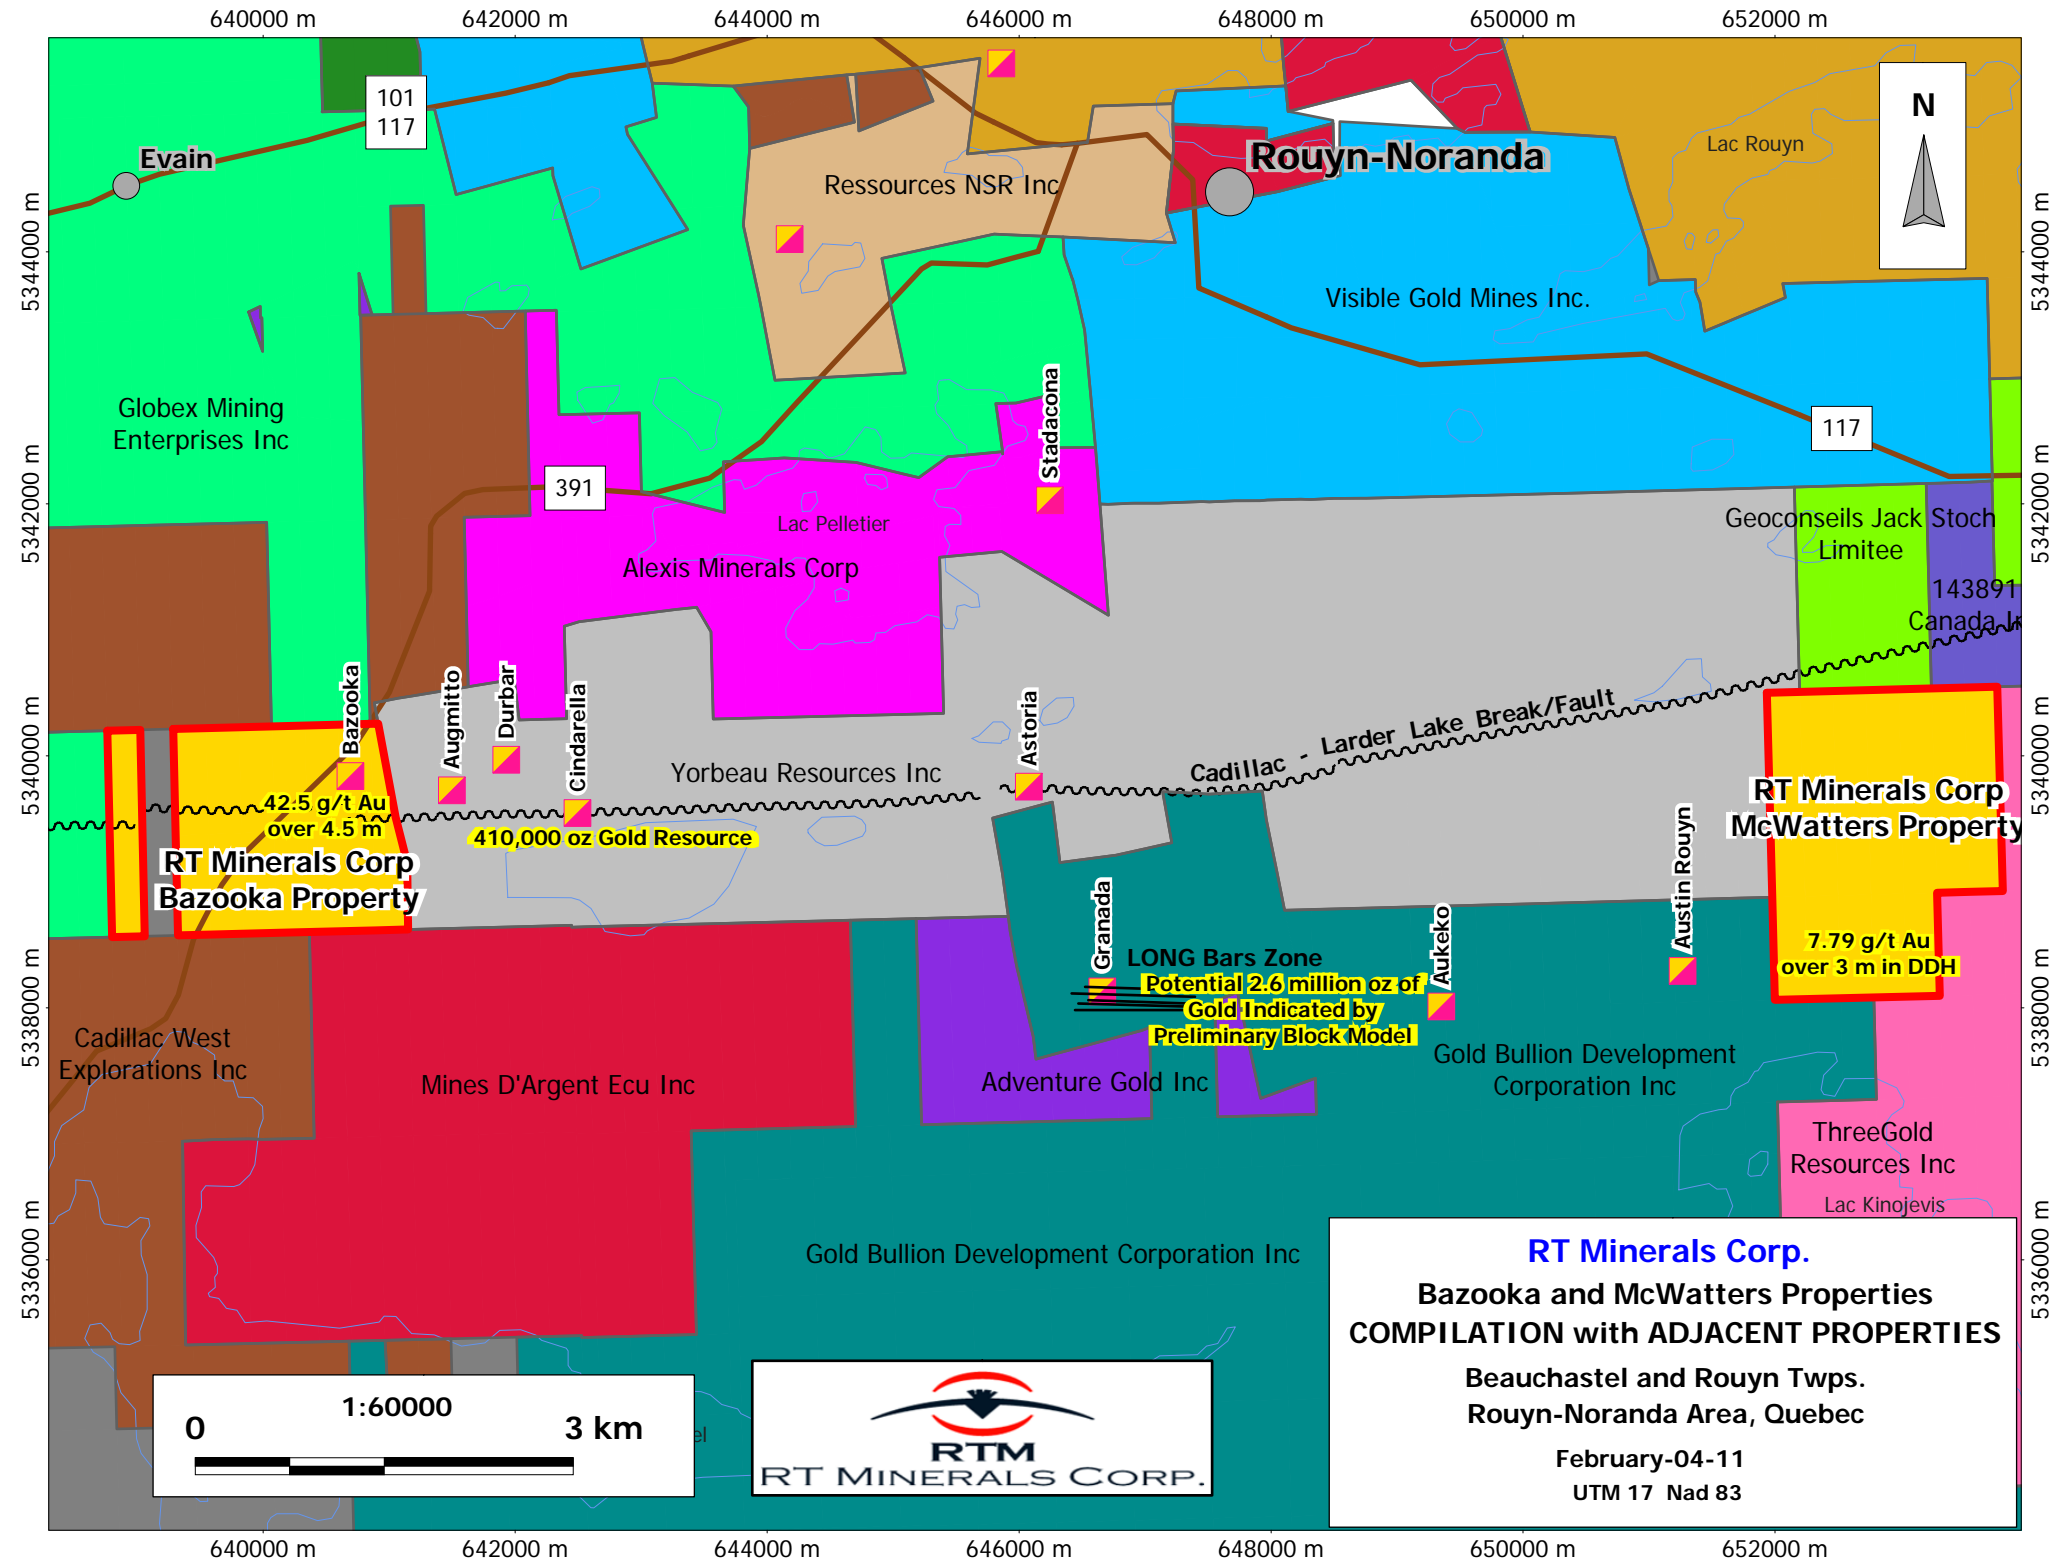 640000 m
642000 m
644000 m
646000 m
648000 m
650000 m
652000 m
101
117
N
Evain
Rouyn-Noranda
Lac Rouyn
Ressources NSR Inc
5344000 m
5344000 m
Visible Gold Mines Inc.
Globex Mining
Enterprises Inc
Stadacona
117
391
5342000 m
5342000 m
Lac Pelletier
Alexis Minerals Corp
Geoconseils Jack Stoch
Limitee
143891
Canada In
Bazooka
Augmitto
Durbar
Cindarella
Astoria
Cadillac - Larder Lake Break/Fault
5340000 m
5340000 m
Yorbeau Resources Inc
42.5 g/t Au
over 4.5 m
410,000 oz Gold Resource
RT Minerals Corp
Bazooka Property
RT Minerals Corp
McWatters Property
Granada
Aukeko
Austin Rouyn
7.79 g/t Au
over 3 m in DDH
LONG Bars Zone
Potential 2.6 million oz of
Gold Indicated by
Preliminary Block Model
5338000 m
5338000 m
Cadillac West
Explorations Inc
Mines D'Argent Ecu Inc
Adventure Gold Inc
Gold Bullion Development
Corporation Inc
ThreeGold
Resources Inc
Lac Kinojevis
5336000 m
5336000 m
Gold Bullion Development Corporation Inc
RT Minerals Corp.
Bazooka and McWatters Properties
COMPILATION with ADJACENT PROPERTIES
Beauchastel and Rouyn Twps.
Rouyn-Noranda Area, Quebec
February-04-11
UTM 17 Nad 83
1:60000
0
3 km
el
RTM
RT MINERALS CORP.
640000 m
642000 m
644000 m
646000 m
648000 m
650000 m
652000 m